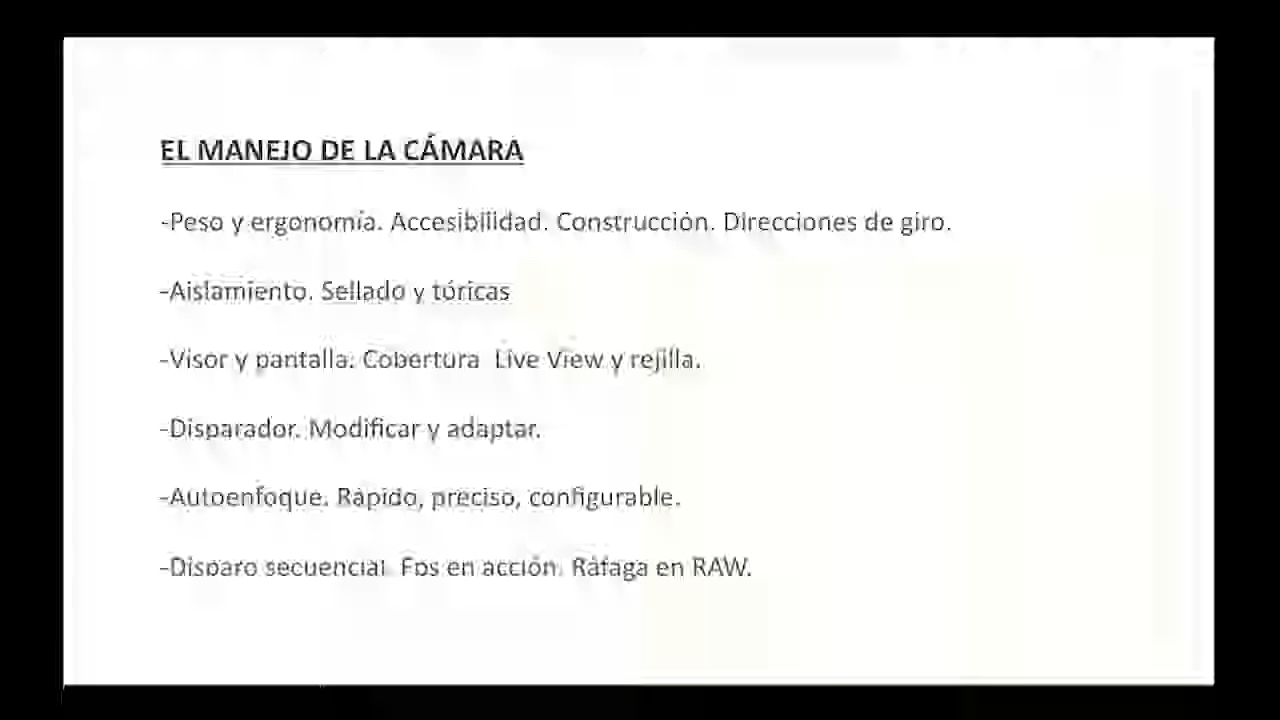 EL MANEJO DE LA CÁMARA
-Peso y ergonomía. Accesibilidad. Construcción. Direcciones de giro.
-Aislamiento. Sellado y tóricas
-Visor y pantalla. Cobertura Live View y rejilla.
-Disparador. Modificar y adaptar.
-Autoenfoque. Rápido, preciso, configurable.
-Disparo secuencial. Fps en acción. Ráfaga en RAW.